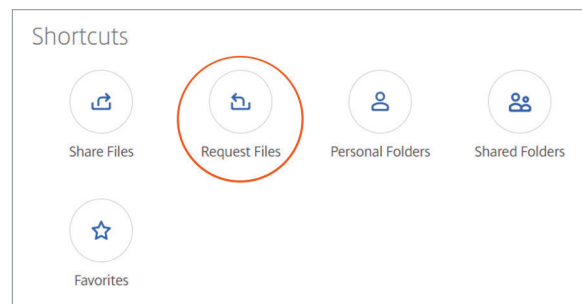 Shortcuts
Share Files
Request Files
Personal Folders
Shared Folders
Favorites